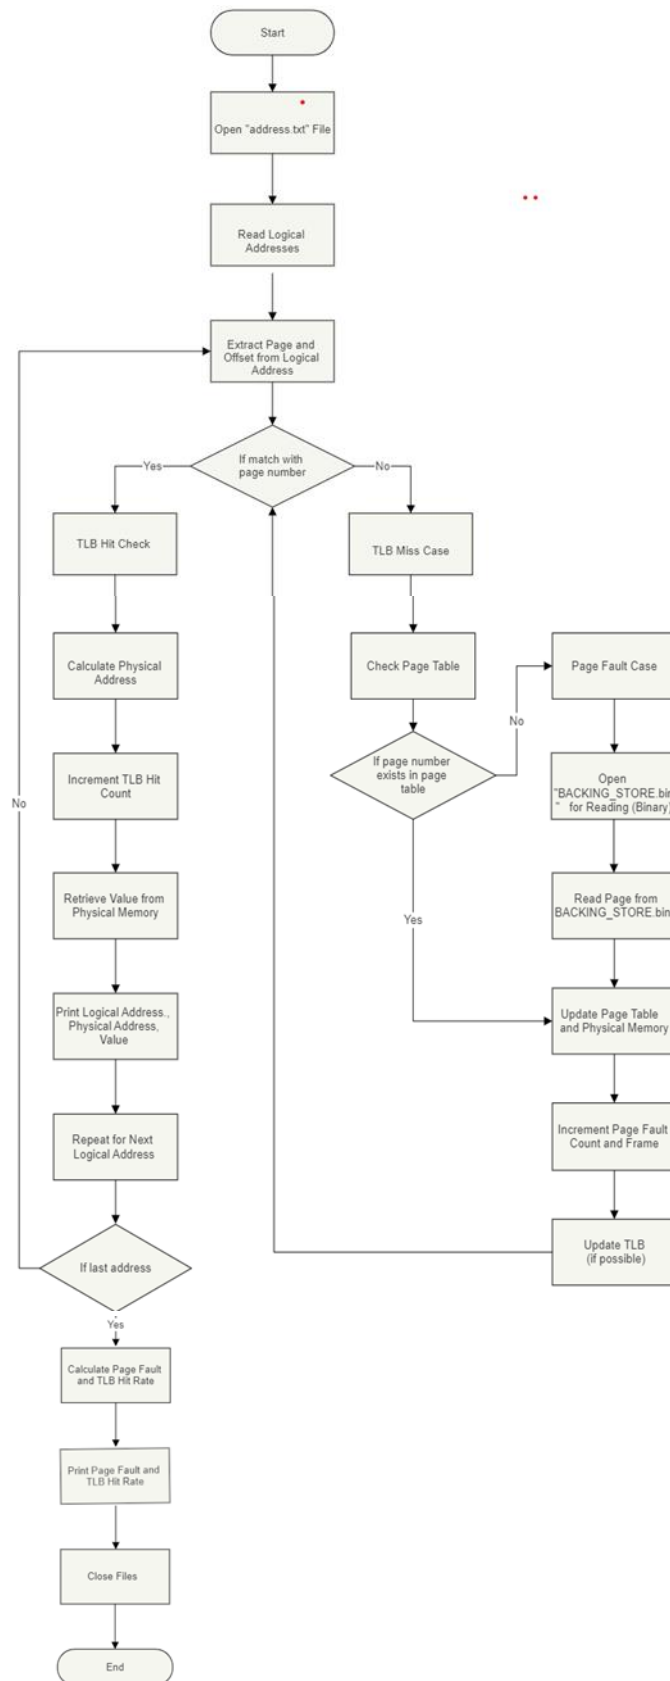 Start
Open "address.txt" File
Read Logical
Addresses
Extract Page and
Offset from Logical
Address
If match with
page number
Yes
No
TLB Hit Check
TLB Miss Case
Calculate Physical
Address
Check Page Table
Page Fault Case
No
If page number
exists in page
table
Increment TLB Hit
Count
Open
"BACKING_STORE.bin
" for Reading (Binary)
No
Retrieve Value from
Physical Memory
Read Page from
BACKING_STORE.bin
Yes
Print Logical Address.,
Physical Address,
Value
Update Page Table
and Physical Memory
Repeat for Next
Logical Address
Increment Page Fault
Count and Frame
If last address
Update TLB
(if possible)
Yes
Calculate Page Fault
and TLB Hit Rate
Print Page Fault and
TLB Hit Rate
Close Files
End